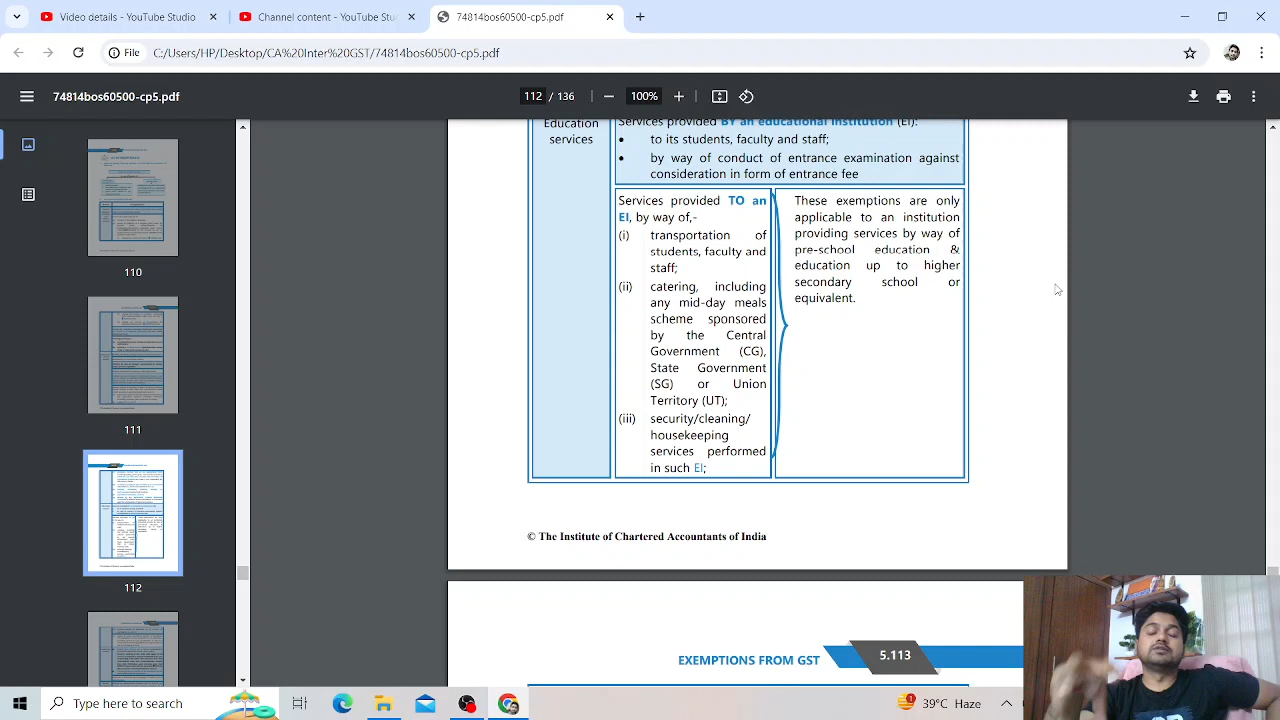 Video details - YouTube Studio
Channel content - YouTube Stu
74814bos60500-cp5.pdf
File
C:/Users/HP/Desktop/CA%20Inter%20GST/74814bos60500-cp5.pdf
74814bos60500-cp5.pdf
112 / 136
100%
110
111
112
Education
services
Services provided BY an educational institution (EI):
• to its students, faculty and staff.
• by way of conduct of entrance examination against
consideration in form of entrance fee
Services provided TO an
EI, by way of,-
(i) transportation of
students, faculty and
staff;
(ii) catering, including
any mid-day meals
scheme sponsored
by the Central
Government (CG),
State Government
(SG) or Union
Territory (UT);
(iii) security/cleaning/
housekeeping
services performed
in such EI;
These exemptions are only
applicable to an institution
providing services by way of
pre-school education &
education up to higher
secondary school or
equivalent.
© The Institute of Chartered Accountants of India
EXEMPTIONS FROM GST
5.113
Type here to search
39°C Haze